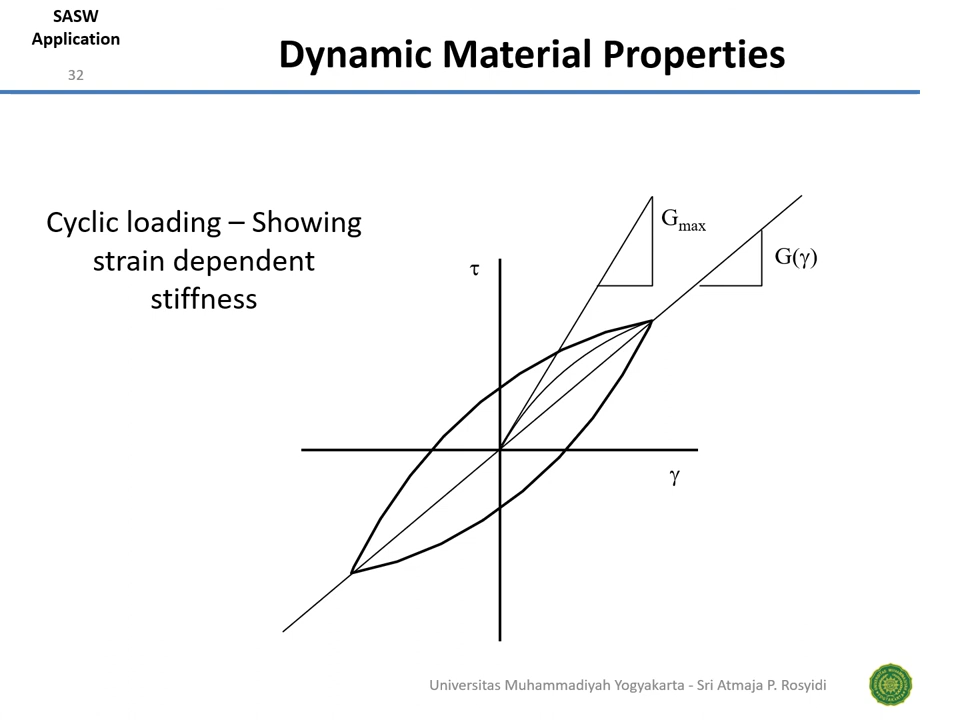 SASW
Application
32
Dynamic Material Properties
Cyclic loading – Showing
strain dependent
stiffness
Gmax
G(γ)
τ
γ
Universitas Muhammadiyah Yogyakarta - Sri Atmaja P. Rosyidi